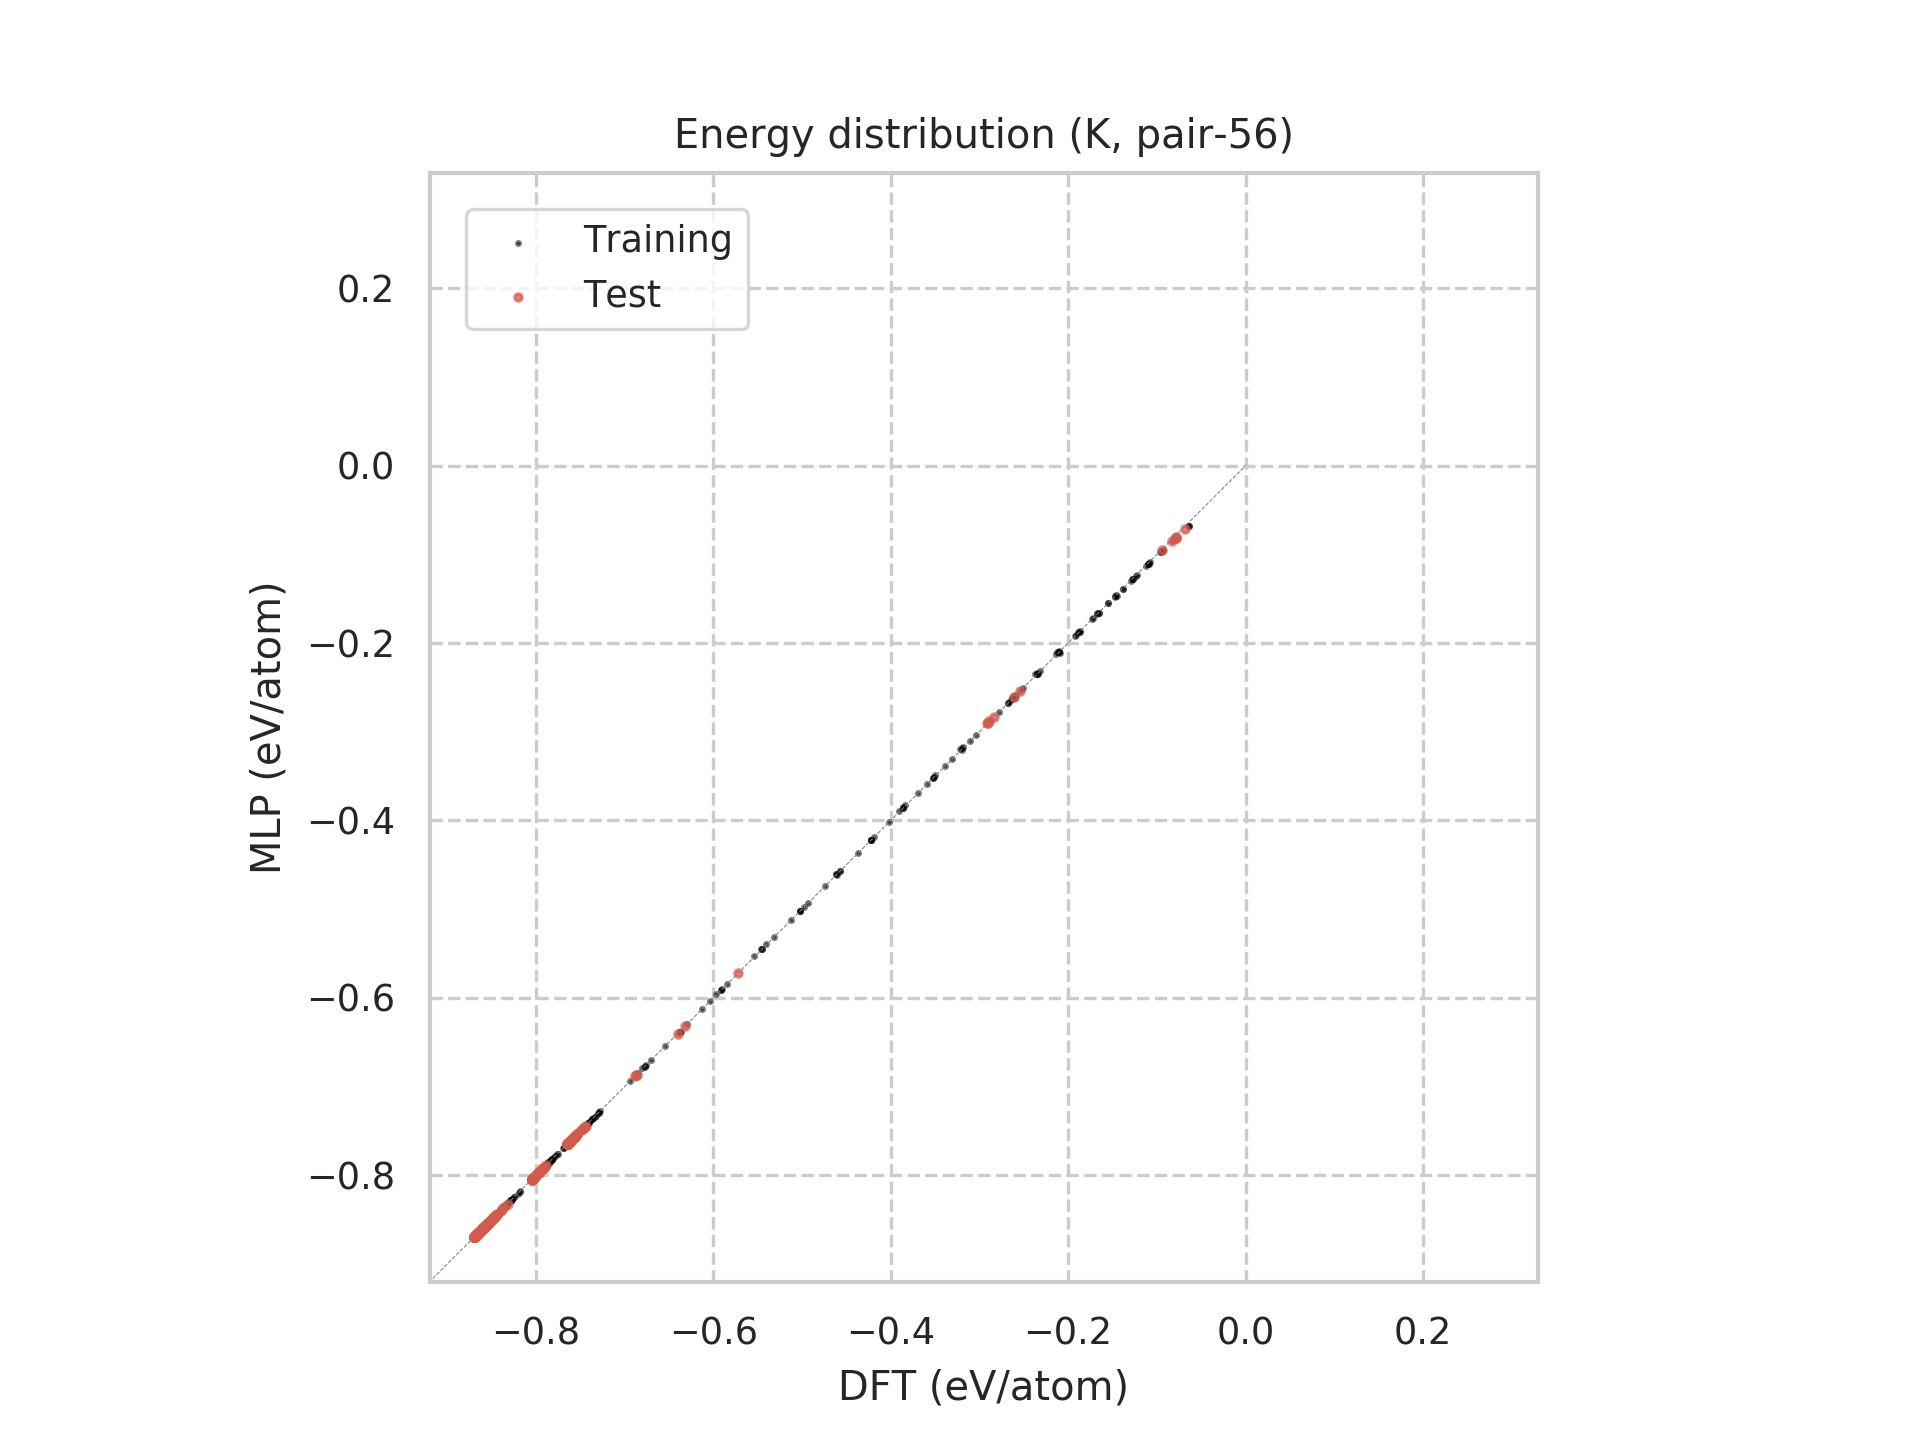 Energy distribution (K, pair-56)
Training
Test
0.2
0.0
−0.2
−0.4
−0.6
−0.8
MLP (eV/atom)
−0.8 −0.6 −0.4 −0.2 0.0 0.2
DFT (eV/atom)